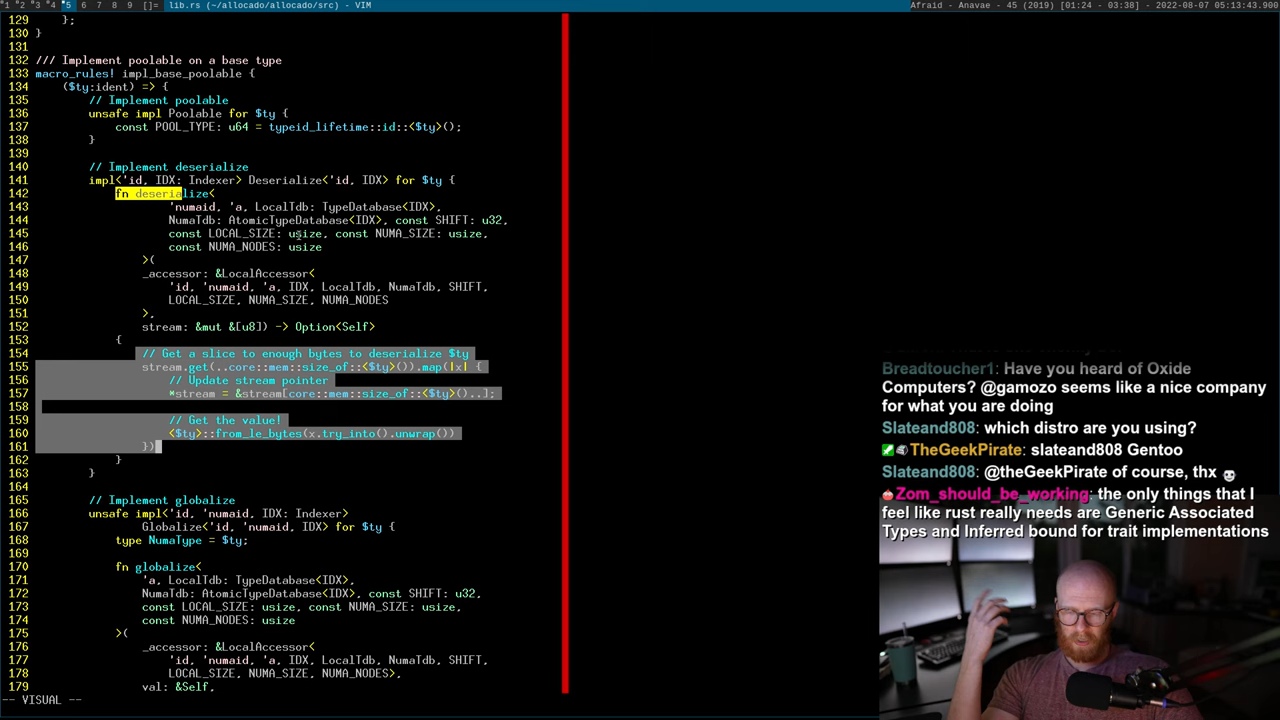 1 2 3 4 5 6 7 8 9 []= lib.rs (~/allocado/allocado/src) - VIM
Afraid - Anavae - 45 (2019) [01:24 - 03:38] - 2022-08-07 05:13:43.900
129     };
130 }
131
132 /// Implement poolable on a base type
133 macro_rules! impl_base_poolable {
134     ($ty:ident) => {
135         // Implement poolable
136         unsafe impl Poolable for $ty {
137             const POOL_TYPE: u64 = typeid_lifetime::id::<$ty>();
138         }
139
140         // Implement deserialize
141         impl<'id, IDX: Indexer> Deserialize<'id, IDX> for $ty {
142             fn deserialize<
143                     'numaid, 'a, LocalTdb: TypeDatabase<IDX>,
144                     NumaTdb: AtomicTypeDatabase<IDX>, const SHIFT: u32,
145                     const LOCAL_SIZE: usize, const NUMA_SIZE: usize,
146                     const NUMA_NODES: usize
147                 >(
148                 _accessor: &LocalAccessor<
149                     'id, 'numaid, 'a, IDX, LocalTdb, NumaTdb, SHIFT,
150                     LOCAL_SIZE, NUMA_SIZE, NUMA_NODES
151                 >,
152                 stream: &mut &[u8]) -> Option<Self>
153             {
154                 // Get a slice to enough bytes to deserialize $ty
155                 stream.get(..core::mem::size_of::<$ty>()).map(|x| {
156                     // Update stream pointer
157                     *stream = &stream[core::mem::size_of::<$ty>()..];
158
159                     // Get the value!
160                     <$ty>::from_le_bytes(x.try_into().unwrap())
161                 })
162             }
163         }
164
165         // Implement globalize
166         unsafe impl<'id, 'numaid, IDX: Indexer>
167                 Globalize<'id, 'numaid, IDX> for $ty {
168             type NumaType = $ty;
169
170             fn globalize<
171                 'a, LocalTdb: TypeDatabase<IDX>,
172                 NumaTdb: AtomicTypeDatabase<IDX>, const SHIFT: u32,
173                 const LOCAL_SIZE: usize, const NUMA_SIZE: usize,
174                 const NUMA_NODES: usize
175             >(
176                 _accessor: &LocalAccessor<
177                     'id, 'numaid, 'a, IDX, LocalTdb, NumaTdb, SHIFT,
178                     LOCAL_SIZE, NUMA_SIZE, NUMA_NODES>,
179                 val: &Self,
-- VISUAL --
Breadtoucher1: Have you heard of Oxide
Computers? @gamozo seems like a nice company
for what you are doing
Slateand808: which distro are you using?
TheGeekPirate: slateand808 Gentoo
Slateand808: @theGeekPirate of course, thx
Zom_should_be_working: the only things that I
feel like rust really needs are Generic Associated
Types and Inferred bound for trait implementations